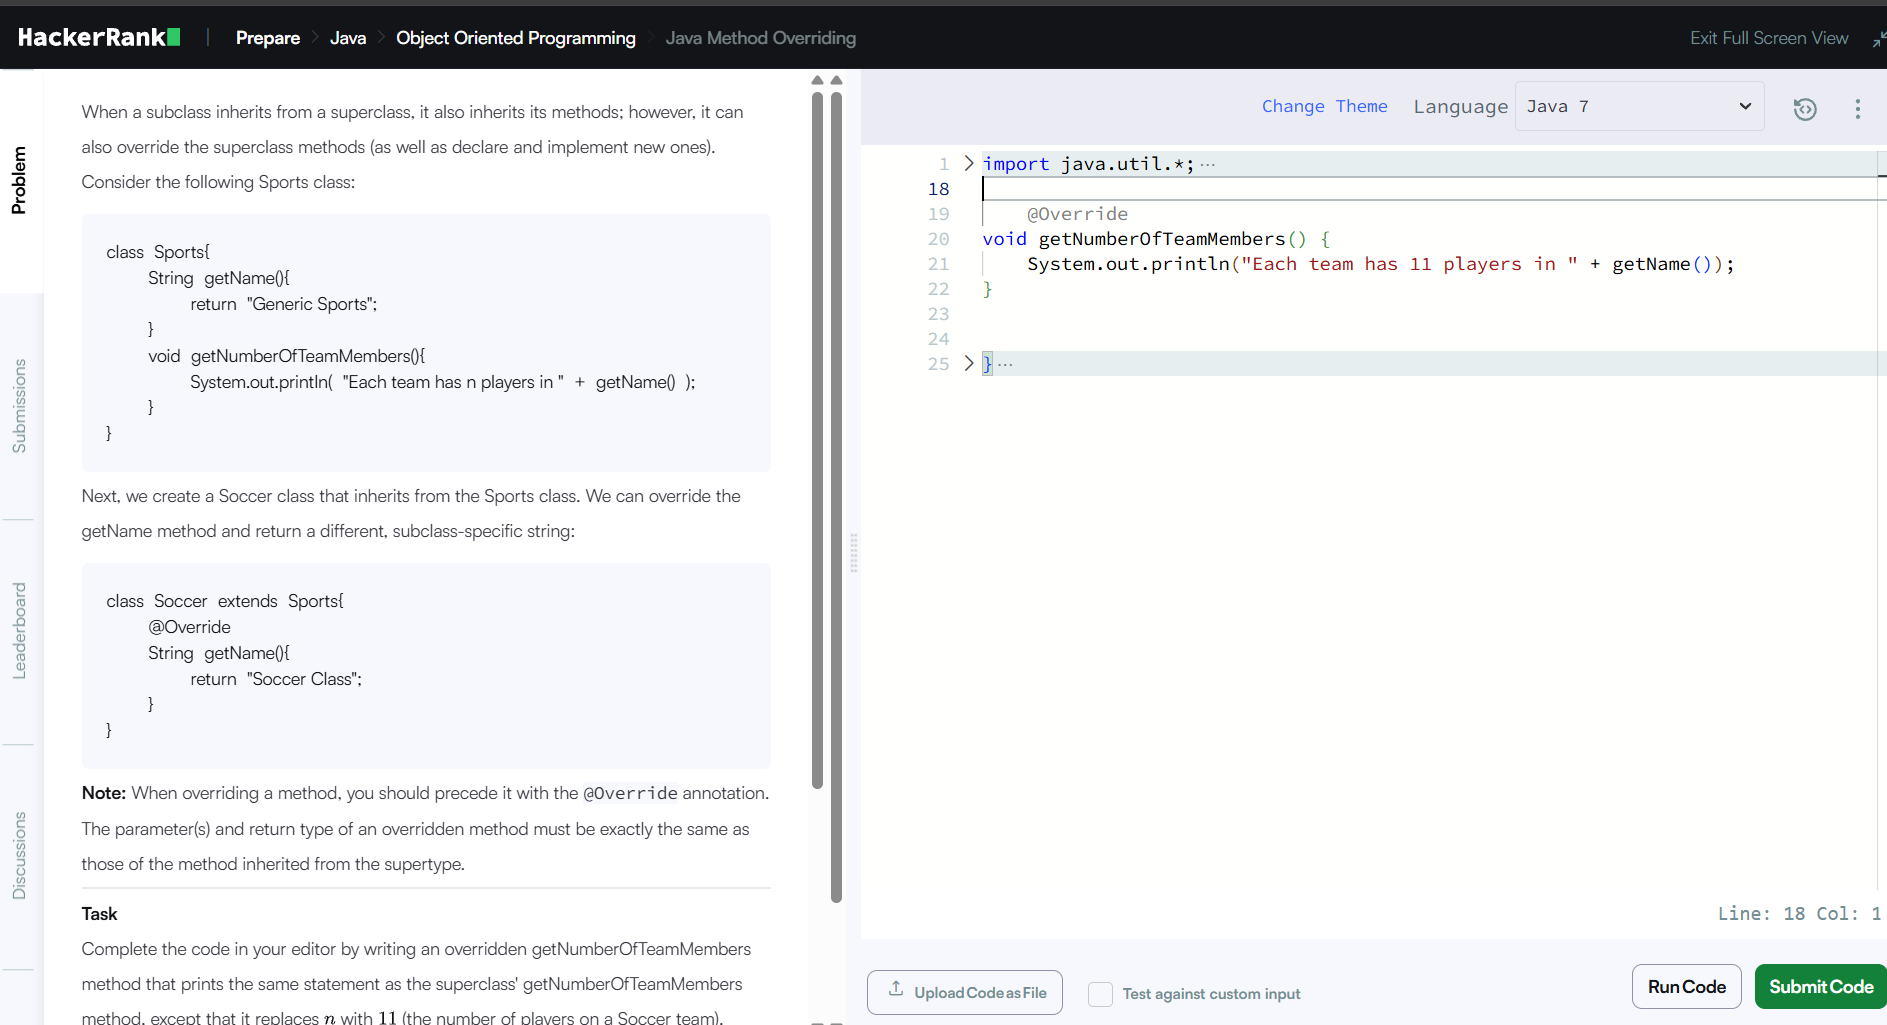 HackerRank
Prepare
Java
Object Oriented Programming
Java Method Overriding
Exit Full Screen View
Problem
Submissions
Leaderboard
Discussions
When a subclass inherits from a superclass, it also inherits its methods; however, it can
also override the superclass methods (as well as declare and implement new ones).
Consider the following Sports class:
class Sports{
String getName(){
return "Generic Sports";
}
void getNumberOfTeamMembers(){
System.out.println( "Each team has n players in " + getName() );
}
}
Next, we create a Soccer class that inherits from the Sports class. We can override the
getName method and return a different, subclass-specific string:
class Soccer extends Sports{
@Override
String getName(){
return "Soccer Class";
}
}
Note: When overriding a method, you should precede it with the @Override annotation.
The parameter(s) and return type of an overridden method must be exactly the same as
those of the method inherited from the supertype.
Task
Complete the code in your editor by writing an overridden getNumberOfTeamMembers
method that prints the same statement as the superclass' getNumberOfTeamMembers
method, except that it replaces n with 11 (the number of players on a Soccer team).
Change Theme Language Java 7
1 import java.util.*;···
18
19 @Override
20 void getNumberOfTeamMembers() {
21 System.out.println("Each team has 11 players in " + getName());
22 }
23
24
25 }···
Line: 18 Col: 1
Upload Code as File
Test against custom input
Run Code
Submit Code